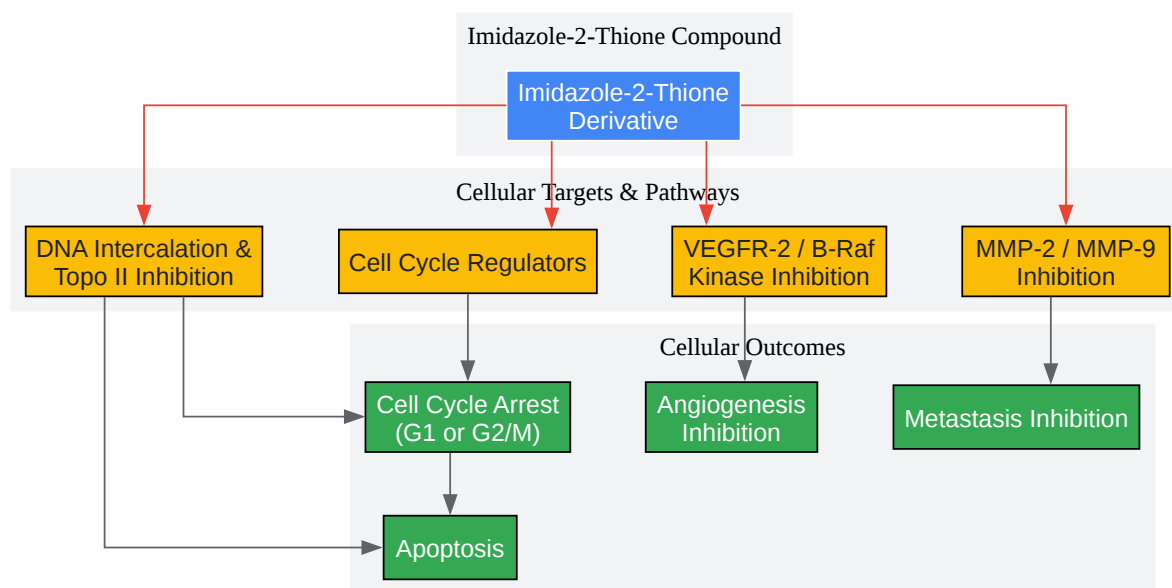 Imidazole-2-Thione Compound
Imidazole-2-Thione
Derivative
Cellular Targets & Pathways
DNA Intercalation &
Topo II Inhibition
Cell Cycle Regulators
VEGFR-2 / B-Raf
Kinase Inhibition
MMP-2 / MMP-9
Inhibition
Cellular Outcomes
Cell Cycle Arrest
(G1 or G2/M)
Angiogenesis
Inhibition
Metastasis Inhibition
Apoptosis